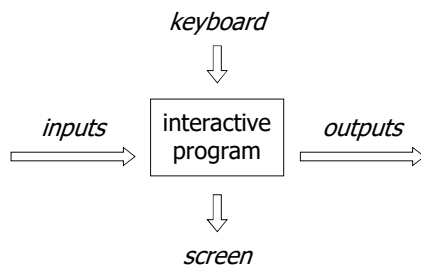 keyboard
inputs
interactive
program
outputs
screen